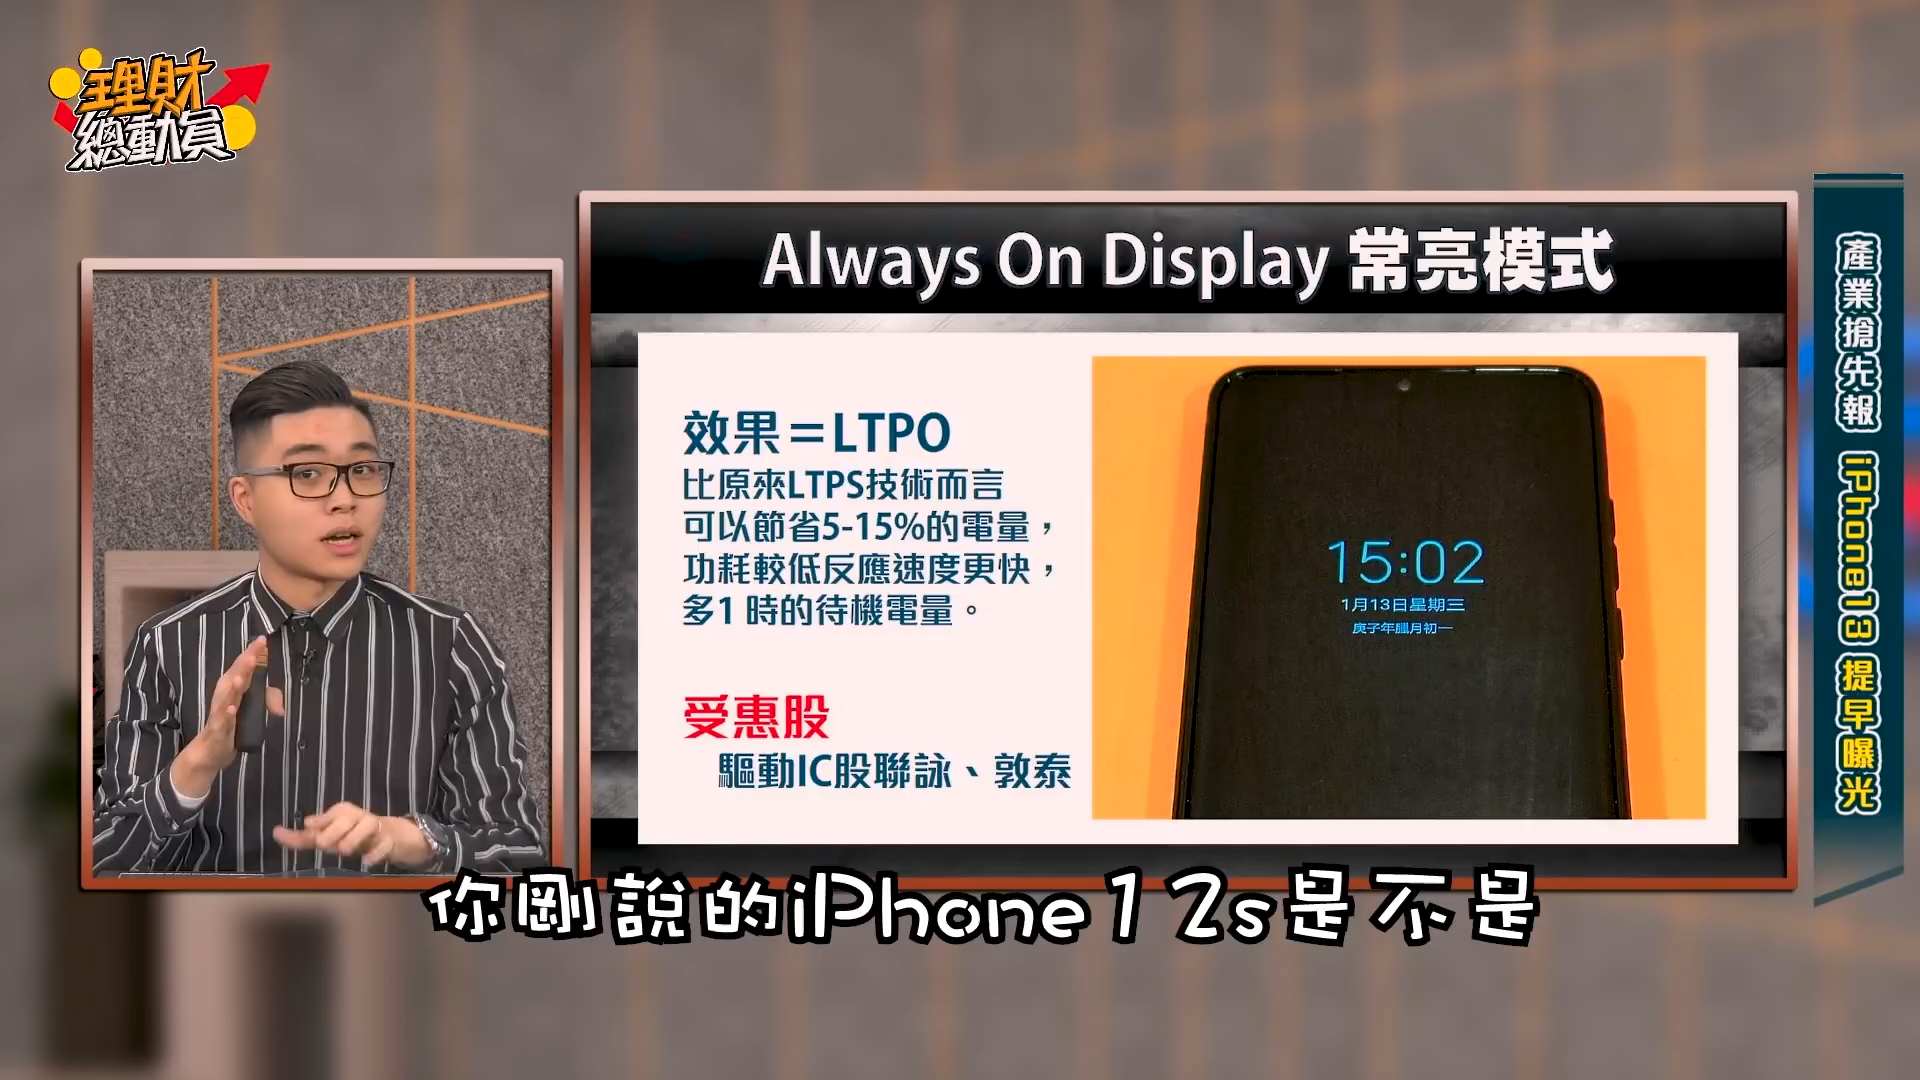 理財
總動員
Always On Display 常亮模式
效果=LTPO
比原來LTPS技術而言
可以節省5-15%的電量，
功耗較低反應速度更快，
多1 時的待機電量。
受惠股
驅動IC股聯詠、敦泰
15:02
1月13日星期三
庚子年臘月初一
產業搶先報 iPhone13 提早曝光
你剛說的iPhone12s是不是